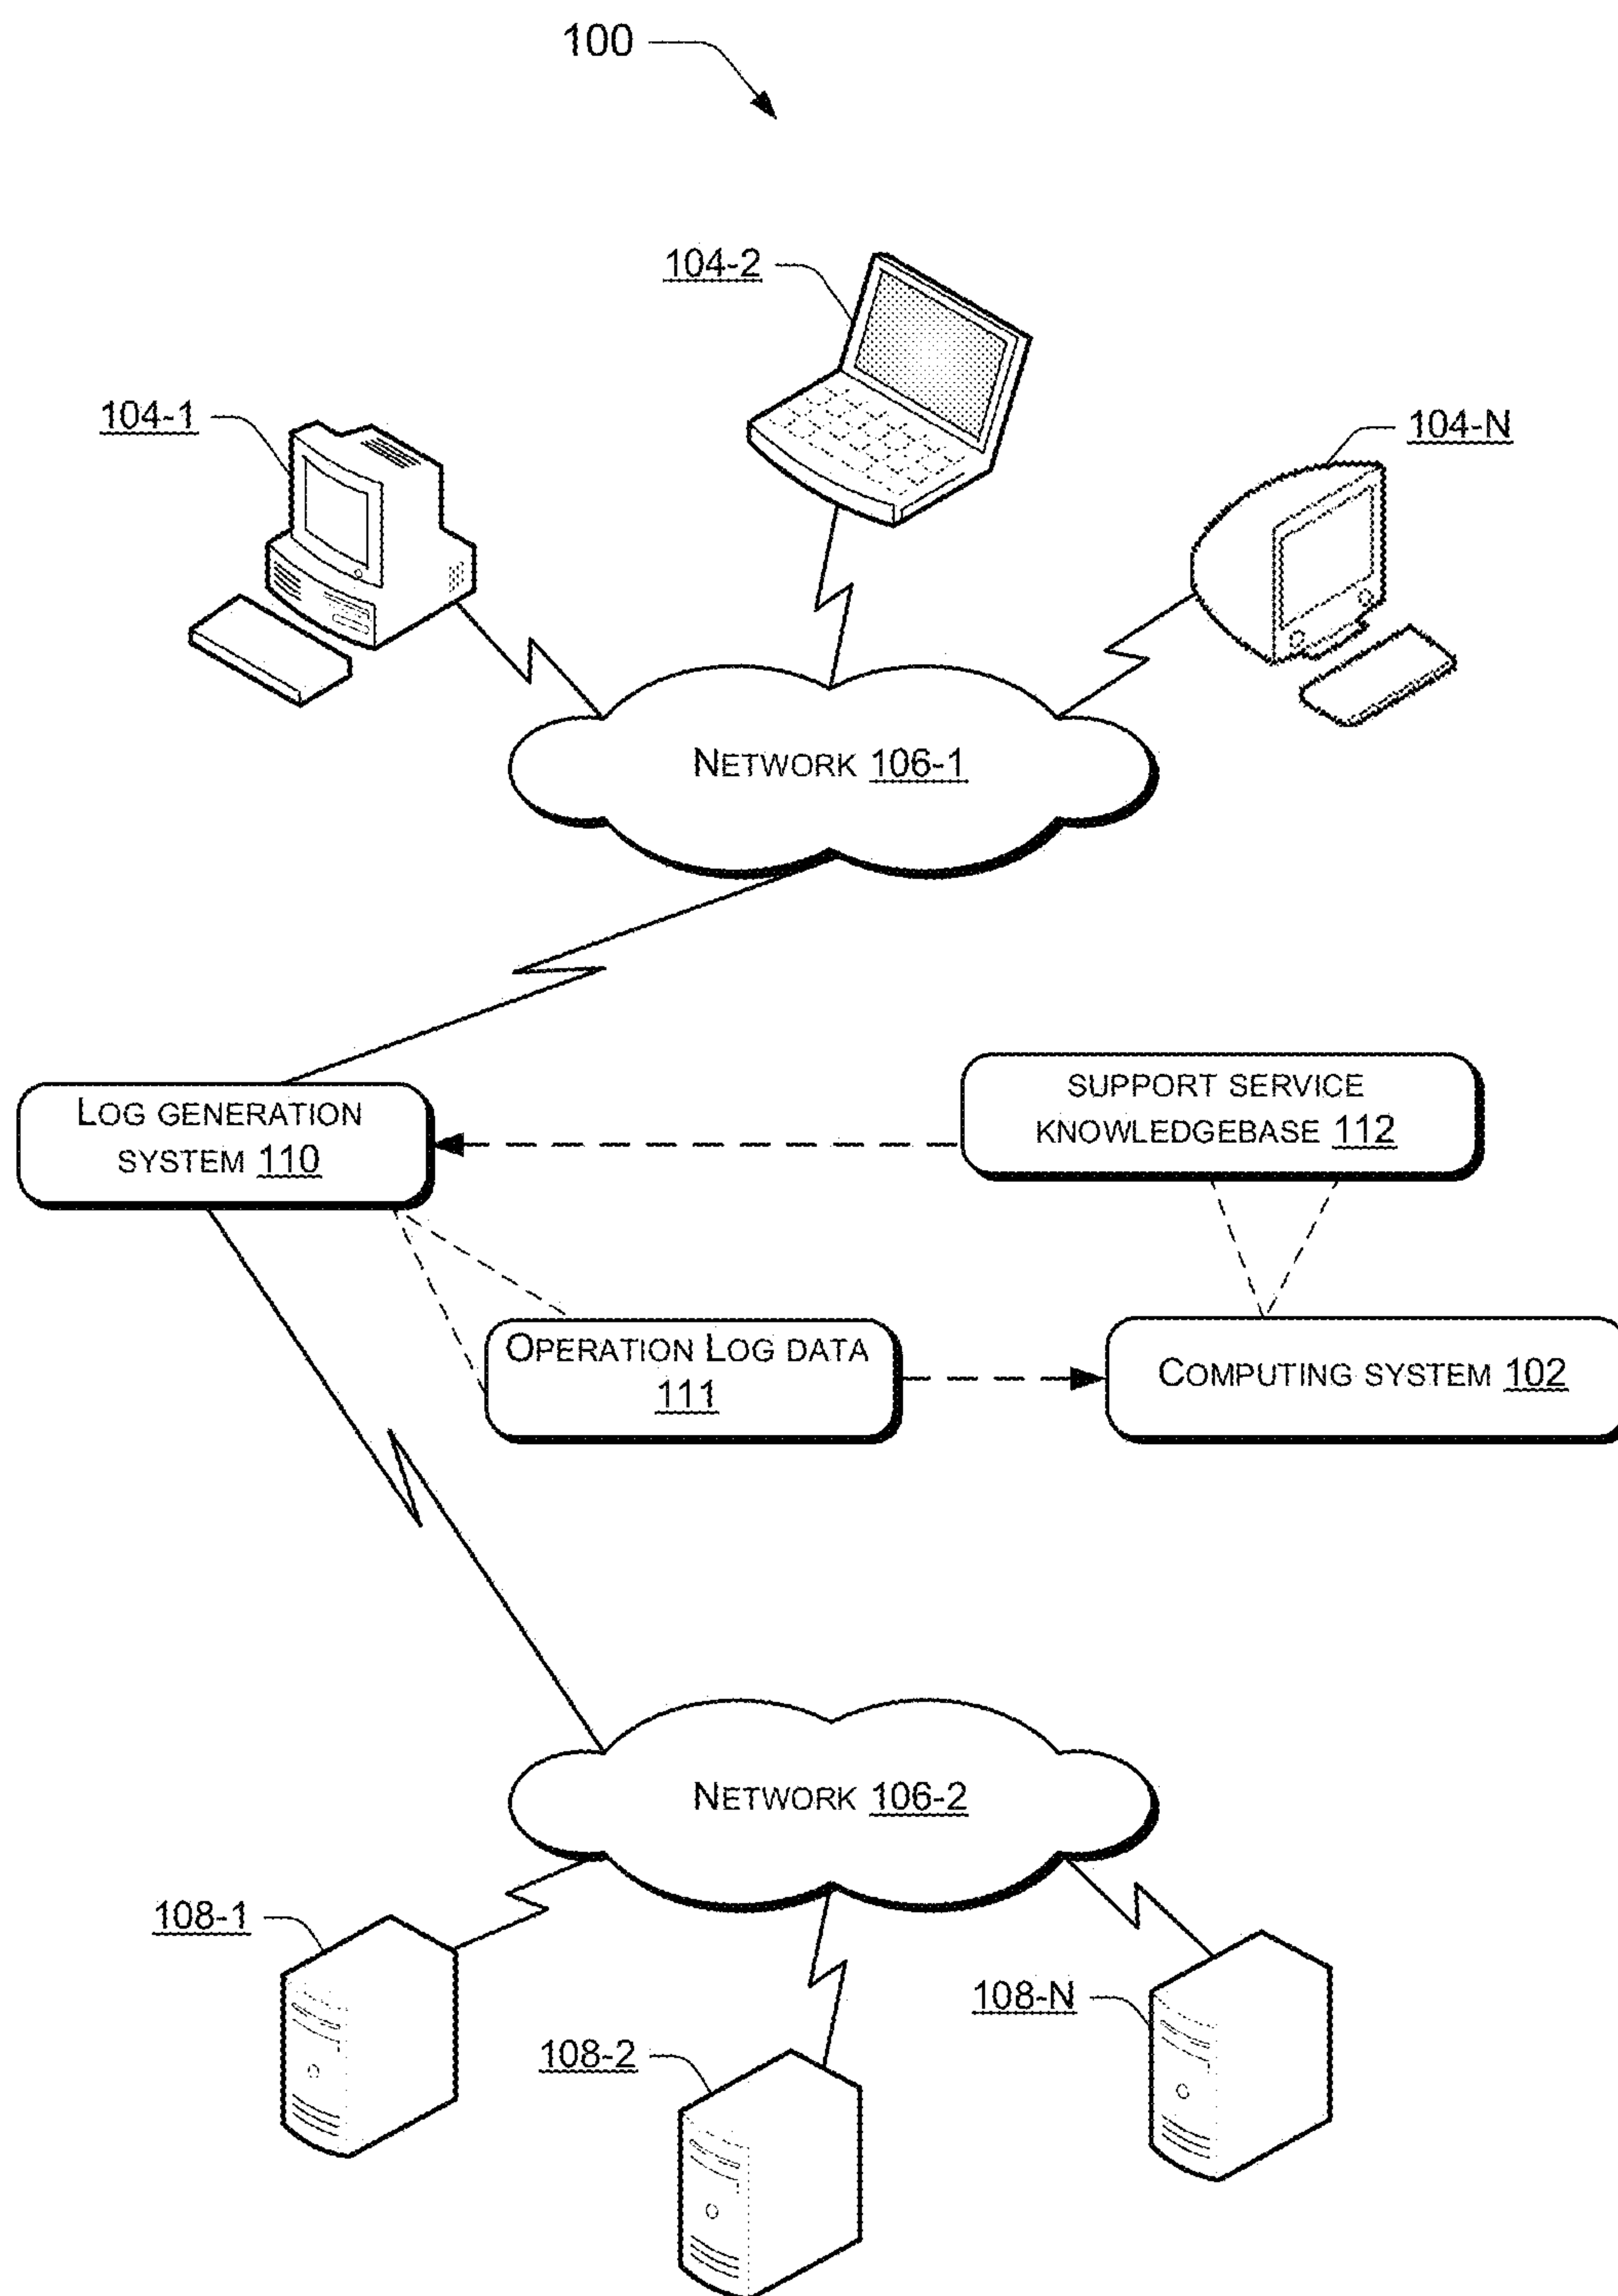 100
104-2
104-1
104-N
NETWORK 106-1
SUPPORT SERVICE
KNOWLEDGEBASE 112
LOG GENERATION
SYSTEM 110
OPERATION LOG DATA
111
COMPUTING SYSTEM 102
NETWORK 106-2
108-1
108-N
108-2